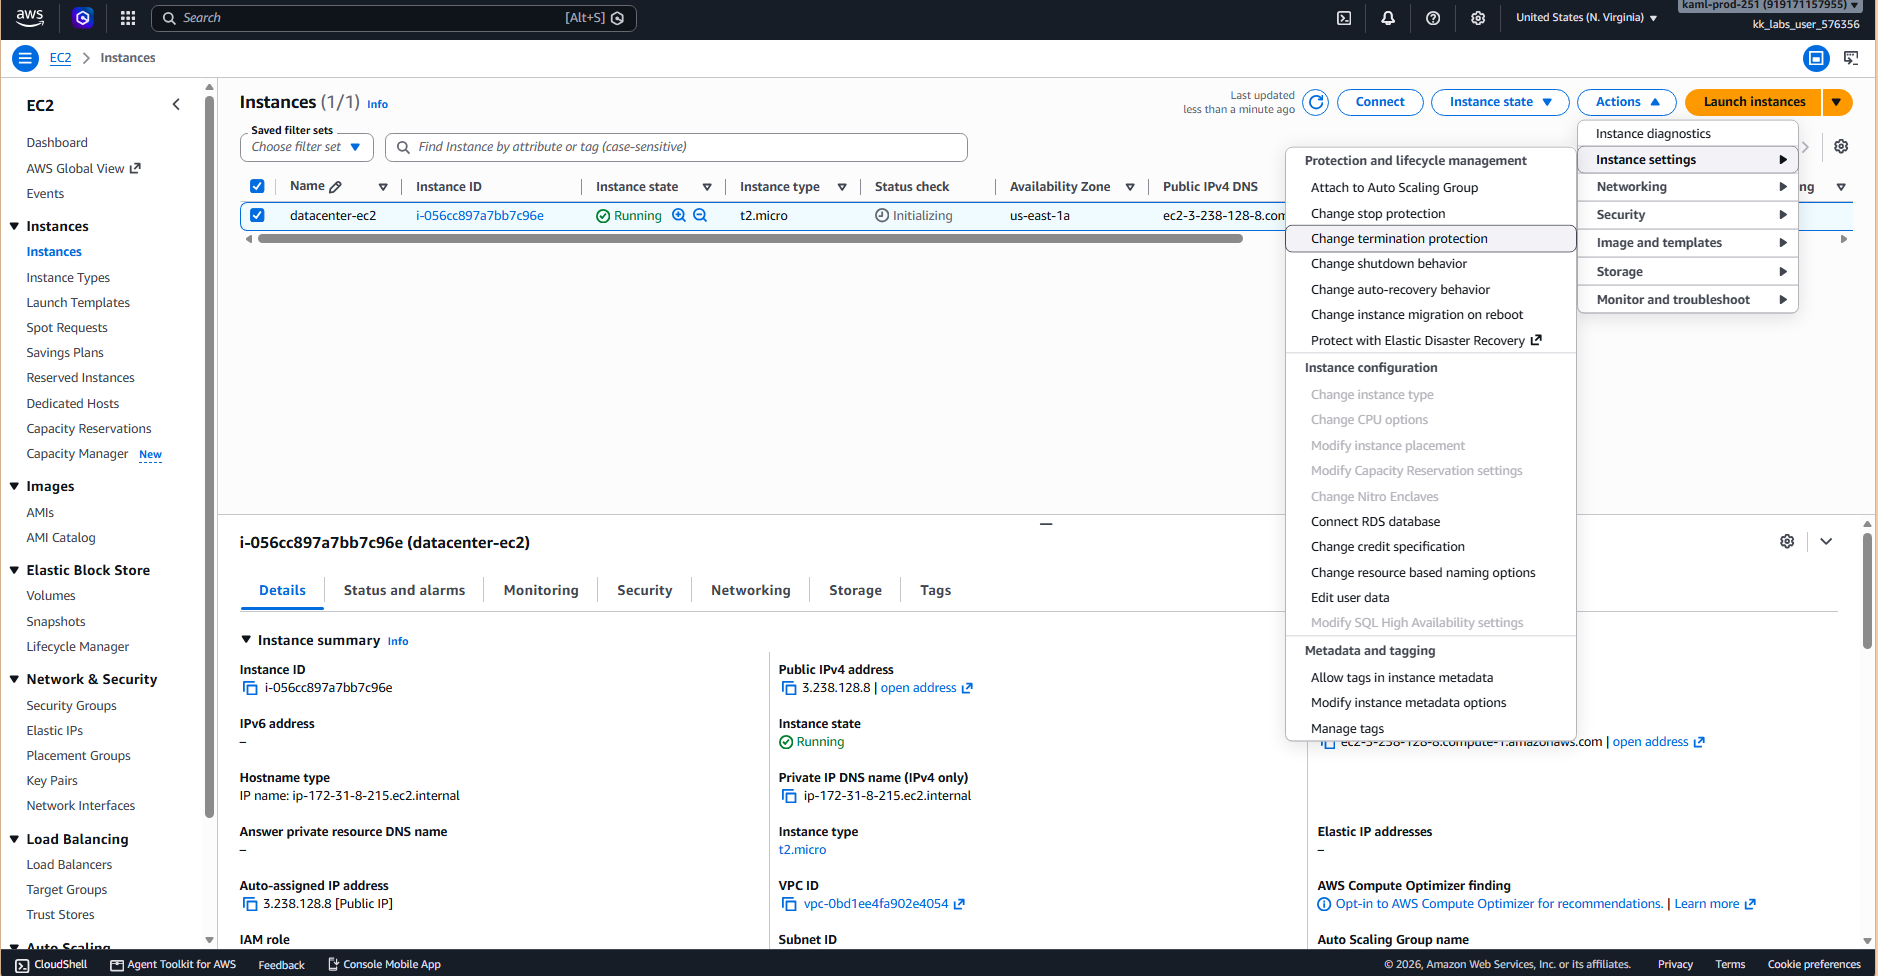 aws
Search
[Alt+S]
United States (N. Virginia)
kaml-prod-251 (919171157955)
kk_labs_user_576356
EC2
Instances
EC2
Dashboard
AWS Global View
Events
Instances
Instances
Instance Types
Launch Templates
Spot Requests
Savings Plans
Reserved Instances
Dedicated Hosts
Capacity Reservations
Capacity Manager New
Images
AMIs
AMI Catalog
Elastic Block Store
Volumes
Snapshots
Lifecycle Manager
Network & Security
Security Groups
Elastic IPs
Placement Groups
Key Pairs
Network Interfaces
Load Balancing
Load Balancers
Target Groups
Trust Stores
Auto Scaling
Instances (1/1) Info
Last updated
less than a minute ago
Connect
Instance state
Actions
Launch instances
Saved filter sets
Choose filter set
Find Instance by attribute or tag (case-sensitive)
Name
Instance ID
Instance state
Instance type
Status check
Availability Zone
Public IPv4 DNS
ng
datacenter-ec2
i-056cc897a7bb7c96e
Running
t2.micro
Initializing
us-east-1a
ec2-3-238-128-8.com
Instance diagnostics
Instance settings
Networking
Security
Image and templates
Storage
Monitor and troubleshoot
Protection and lifecycle management
Attach to Auto Scaling Group
Change stop protection
Change termination protection
Change shutdown behavior
Change auto-recovery behavior
Change instance migration on reboot
Protect with Elastic Disaster Recovery
Instance configuration
Change instance type
Change CPU options
Modify instance placement
Modify Capacity Reservation settings
Change Nitro Enclaves
Connect RDS database
Change credit specification
Change resource based naming options
Edit user data
Modify SQL High Availability settings
Metadata and tagging
Allow tags in instance metadata
Modify instance metadata options
Manage tags
i-056cc897a7bb7c96e (datacenter-ec2)
Details
Status and alarms
Monitoring
Security
Networking
Storage
Tags
Instance summary Info
Instance ID
i-056cc897a7bb7c96e
IPv6 address
–
Hostname type
IP name: ip-172-31-8-215.ec2.internal
Answer private resource DNS name
–
Auto-assigned IP address
3.238.128.8 [Public IP]
IAM role
Public IPv4 address
3.238.128.8 | open address
Instance state
Running
Private IP DNS name (IPv4 only)
ip-172-31-8-215.ec2.internal
Instance type
t2.micro
VPC ID
vpc-0bd1ee4fa902e4054
Subnet ID
ec2-3-238-128-8.compute-1.amazonaws.com | open address
Elastic IP addresses
–
AWS Compute Optimizer finding
Opt-in to AWS Compute Optimizer for recommendations. | Learn more
Auto Scaling Group name
CloudShell
Agent Toolkit for AWS
Feedback
Console Mobile App
© 2026, Amazon Web Services, Inc. or its affiliates.
Privacy
Terms
Cookie preferences